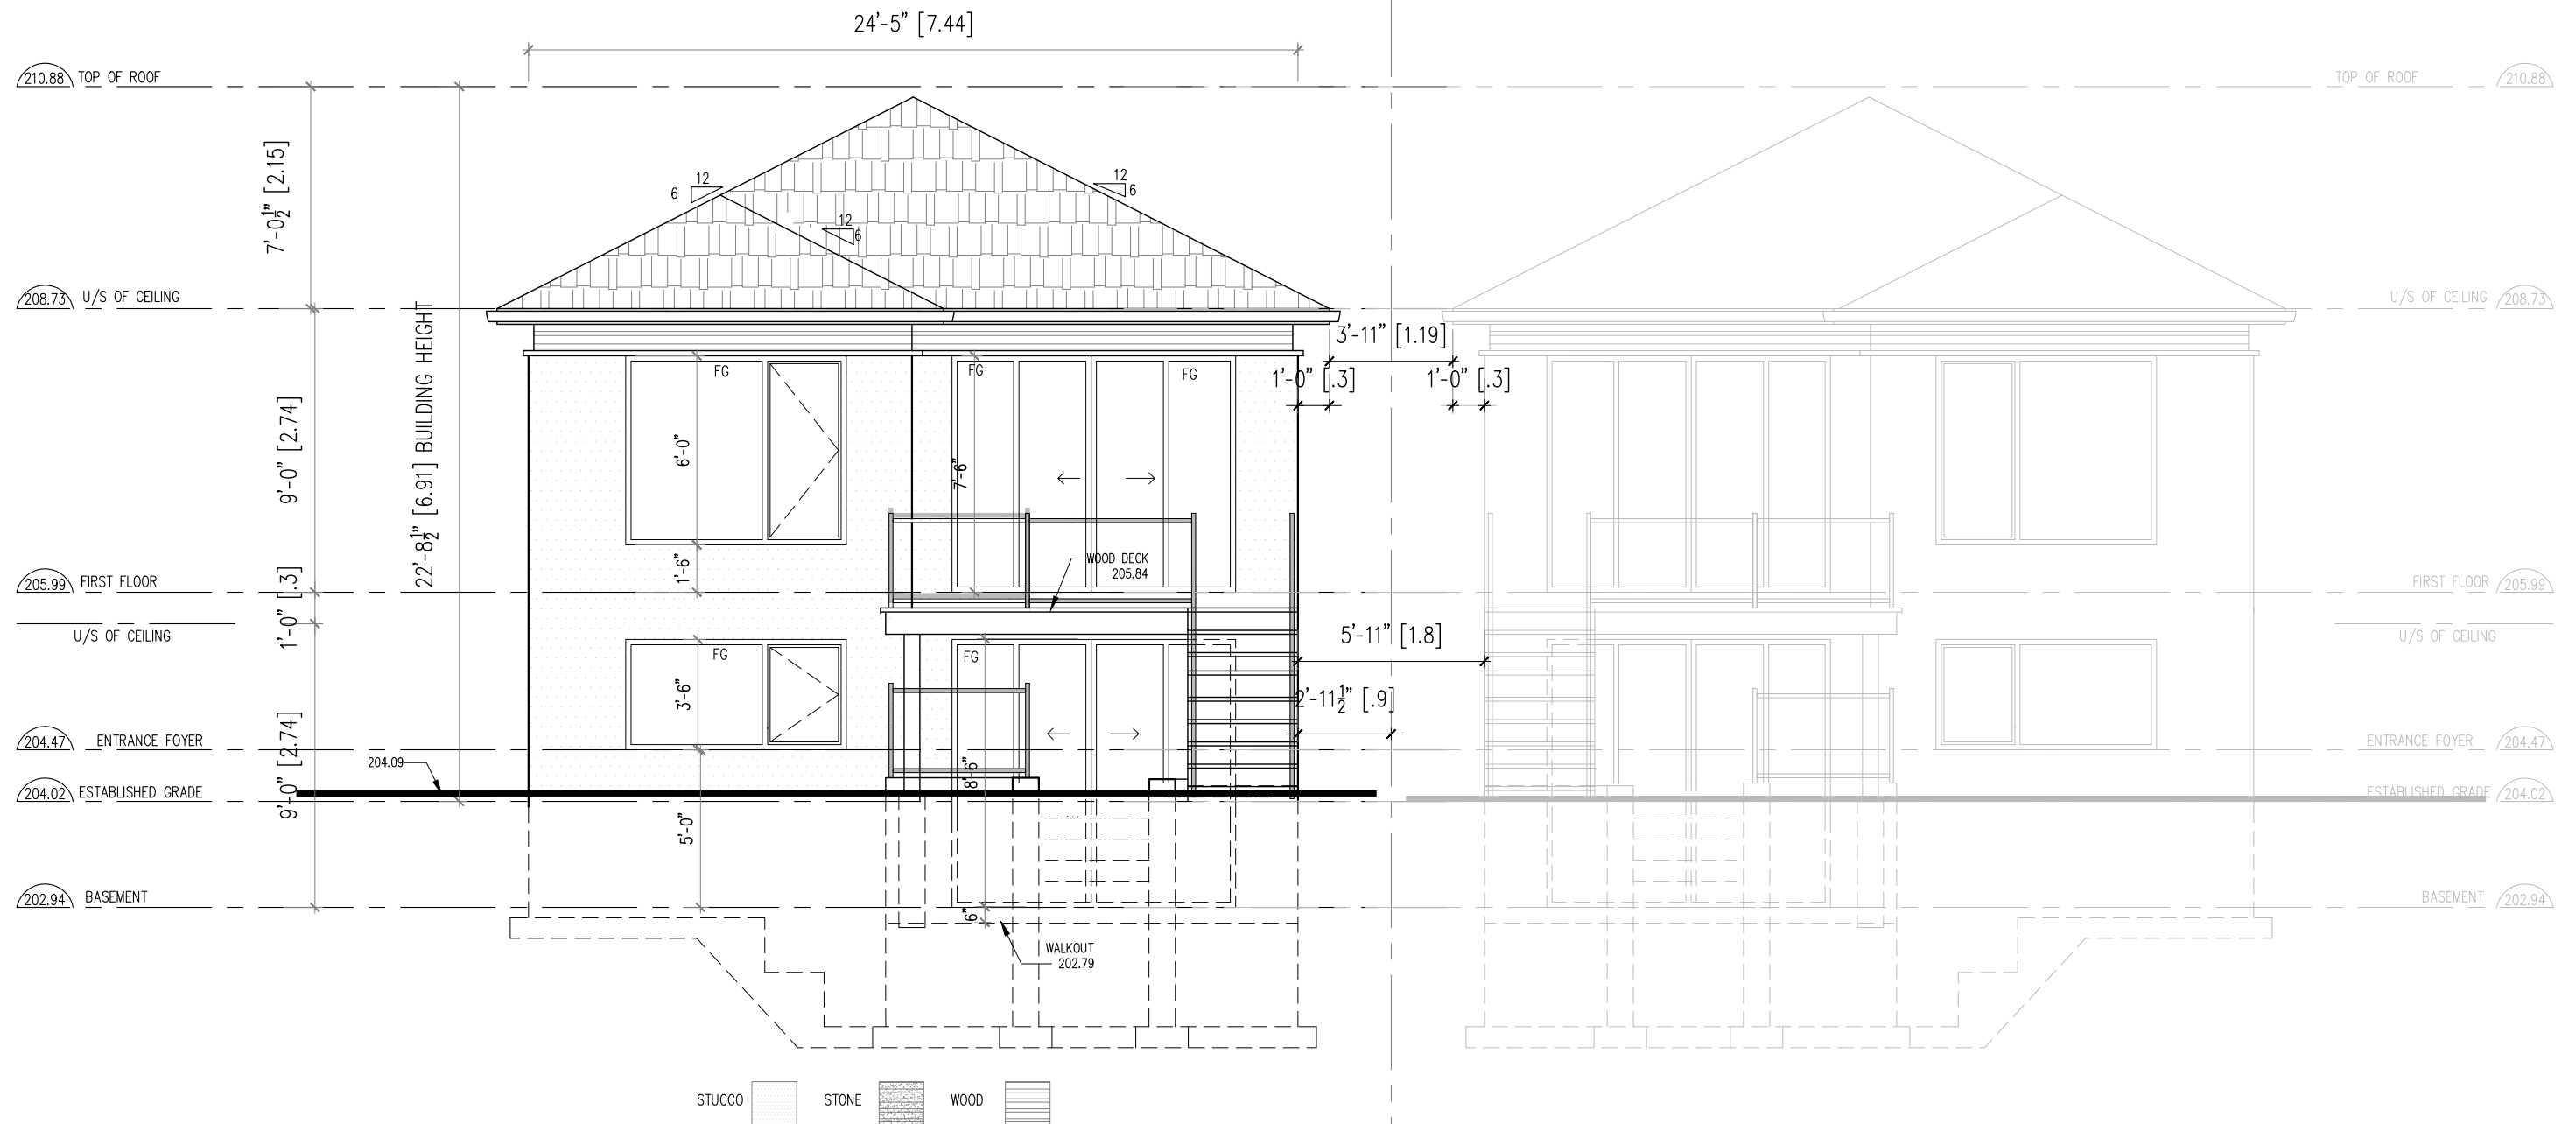 24'-5" [7.44]
210.88 TOP OF ROOF
TOP OF ROOF 210.88
7'-0 1/2" [2.15]
12
6
12
6
12
6
208.73 U/S OF CEILING
U/S OF CEILING 208.73
3'-11" [1.19]
1'-0" [.3]
1'-0" [.3]
FG
FG
FG
9'-0" [2.74]
22'-8 1/2" [6.91] BUILDING HEIGHT
6'-0"
7'-6"
WOOD DECK
205.84
1'-6"
205.99 FIRST FLOOR
FIRST FLOOR 205.99
1'-0" [.3]
U/S OF CEILING
U/S OF CEILING
5'-11" [1.8]
FG
FG
3'-6"
2'-11 1/2" [.9]
204.47 ENTRANCE FOYER
ENTRANCE FOYER 204.47
204.09
8'-6"
9'-0" [2.74]
204.02 ESTABLISHED GRADE
ESTABLISHED GRADE 204.02
5'-0"
202.94 BASEMENT
BASEMENT 202.94
6"
WALKOUT
202.79
STUCCO
STONE
WOOD